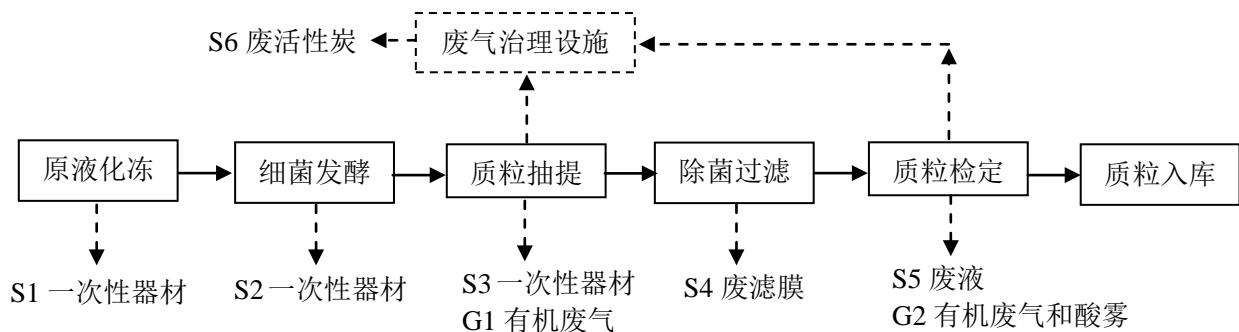 S6 废活性炭
废气治理设施
原液化冻
细菌发酵
质粒抽提
除菌过滤
质粒检定
质粒入库
S1 一次性器材
S2 一次性器材
S3 一次性器材
G1 有机废气
S4 废滤膜
S5 废液
G2 有机废气和酸雾